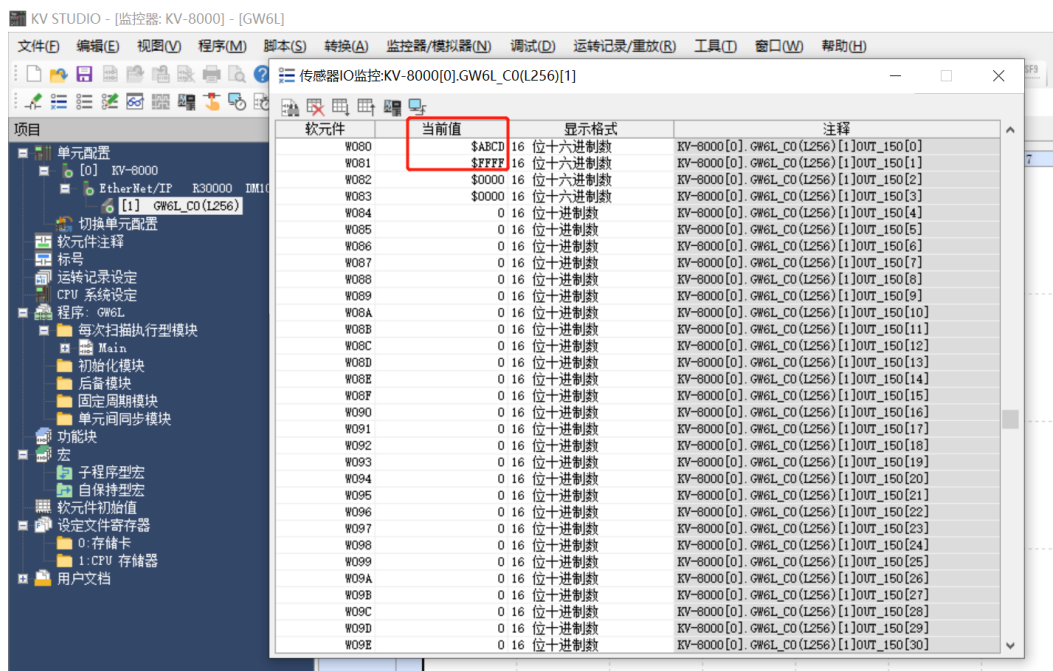 KV STUDIO - [监控器: KV-8000] - [GW6L]
文件(F) 编辑(E) 视图(V) 程序(M) 脚本(S) 转换(A) 监控器/模拟器(N) 调试(D) 运转记录/重放(R) 工具(T) 窗口(W) 帮助(H)
传感器IO监控:KV-8000[0].GW6L_C0(L256)[1]
项目
单元配置
[0] KV-8000
EtherNet/IP R30000 DM10
[1] GW6L_C0(L256)
切换单元配置
软元件注释
标号
运转记录设定
CPU 系统设定
程序: GW6L
每次扫描执行型模块
Main
初始化模块
后备模块
固定周期模块
单元间同步模块
功能块
宏
子程序型宏
自保持型宏
软元件初始值
设定文件寄存器
0:存储卡
1:CPU 存储器
用户文档
软元件 当前值 显示格式 注释
W080 $ABCD 16 位十六进制数 KV-8000[0].GW6L_C0(L256)[1]OUT_150[0]
W081 $FFFF 16 位十六进制数 KV-8000[0].GW6L_C0(L256)[1]OUT_150[1]
W082 $0000 16 位十六进制数 KV-8000[0].GW6L_C0(L256)[1]OUT_150[2]
W083 $0000 16 位十六进制数 KV-8000[0].GW6L_C0(L256)[1]OUT_150[3]
W084 0 16 位十进制数 KV-8000[0].GW6L_C0(L256)[1]OUT_150[4]
W085 0 16 位十进制数 KV-8000[0].GW6L_C0(L256)[1]OUT_150[5]
W086 0 16 位十进制数 KV-8000[0].GW6L_C0(L256)[1]OUT_150[6]
W087 0 16 位十进制数 KV-8000[0].GW6L_C0(L256)[1]OUT_150[7]
W088 0 16 位十进制数 KV-8000[0].GW6L_C0(L256)[1]OUT_150[8]
W089 0 16 位十进制数 KV-8000[0].GW6L_C0(L256)[1]OUT_150[9]
W08A 0 16 位十进制数 KV-8000[0].GW6L_C0(L256)[1]OUT_150[10]
W08B 0 16 位十进制数 KV-8000[0].GW6L_C0(L256)[1]OUT_150[11]
W08C 0 16 位十进制数 KV-8000[0].GW6L_C0(L256)[1]OUT_150[12]
W08D 0 16 位十进制数 KV-8000[0].GW6L_C0(L256)[1]OUT_150[13]
W08E 0 16 位十进制数 KV-8000[0].GW6L_C0(L256)[1]OUT_150[14]
W08F 0 16 位十进制数 KV-8000[0].GW6L_C0(L256)[1]OUT_150[15]
W090 0 16 位十进制数 KV-8000[0].GW6L_C0(L256)[1]OUT_150[16]
W091 0 16 位十进制数 KV-8000[0].GW6L_C0(L256)[1]OUT_150[17]
W092 0 16 位十进制数 KV-8000[0].GW6L_C0(L256)[1]OUT_150[18]
W093 0 16 位十进制数 KV-8000[0].GW6L_C0(L256)[1]OUT_150[19]
W094 0 16 位十进制数 KV-8000[0].GW6L_C0(L256)[1]OUT_150[20]
W095 0 16 位十进制数 KV-8000[0].GW6L_C0(L256)[1]OUT_150[21]
W096 0 16 位十进制数 KV-8000[0].GW6L_C0(L256)[1]OUT_150[22]
W097 0 16 位十进制数 KV-8000[0].GW6L_C0(L256)[1]OUT_150[23]
W098 0 16 位十进制数 KV-8000[0].GW6L_C0(L256)[1]OUT_150[24]
W099 0 16 位十进制数 KV-8000[0].GW6L_C0(L256)[1]OUT_150[25]
W09A 0 16 位十进制数 KV-8000[0].GW6L_C0(L256)[1]OUT_150[26]
W09B 0 16 位十进制数 KV-8000[0].GW6L_C0(L256)[1]OUT_150[27]
W09C 0 16 位十进制数 KV-8000[0].GW6L_C0(L256)[1]OUT_150[28]
W09D 0 16 位十进制数 KV-8000[0].GW6L_C0(L256)[1]OUT_150[29]
W09E 0 16 位十进制数 KV-8000[0].GW6L_C0(L256)[1]OUT_150[30]
7